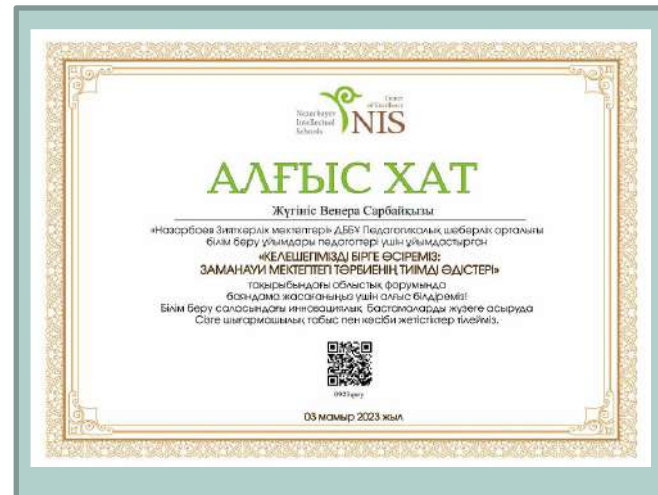 Center
of Excellence
Nazarbayev
Intellectual
Schools
NIS
АЛҒЫС ХАТ
Жүгініс Венера Сарбайқызы
«Назарбаев Зияткерлік мектептері» ДББҰ Педагогикалық шеберлік орталығы
білім беру ұйымдары педагогтері үшін ұйымдастырған
«КЕЛЕШЕГІМІЗДІ БІРГЕ ӨСІРЕМІЗ:
ЗАМАНАУИ МЕКТЕПТЕГІ ТӘРБИЕНІҢ ТИІМДІ ӘДІСТЕРІ»
тақырыбындағы облыстық форумында
баяндама жасағаныңыз үшін алғыс білдіреміз!
Білім беру саласындағы инновациялық бастамаларды жүзеге асыруда
Сізге шығармашылық табыс пен кәсіби жетістіктер тілейміз.
03 мамыр 2023 жыл